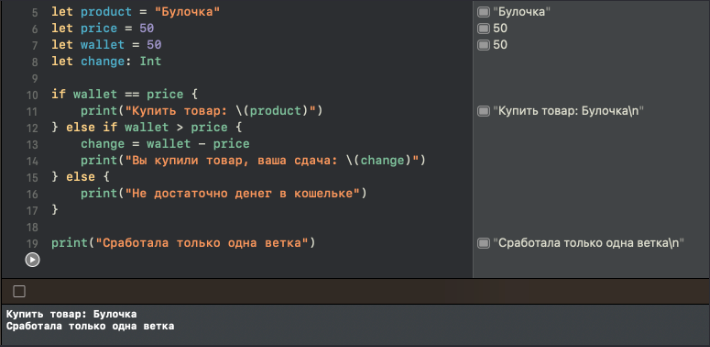 5 let product = "Булочка" "Булочка"
6 let price = 50 50
7 let wallet = 50 50
8 let change: Int
9
10 if wallet == price {
11 print("Купить товар: \(product)") "Купить товар: Булочка\n"
12 } else if wallet > price {
13 change = wallet - price
14 print("Вы купили товар, ваша сдача: \(change)")
15 } else {
16 print("Не достаточно денег в кошельке")
17 }
18
19 print("Сработала только одна ветка") "Сработала только одна ветка\n"
Купить товар: Булочка
Сработала только одна ветка